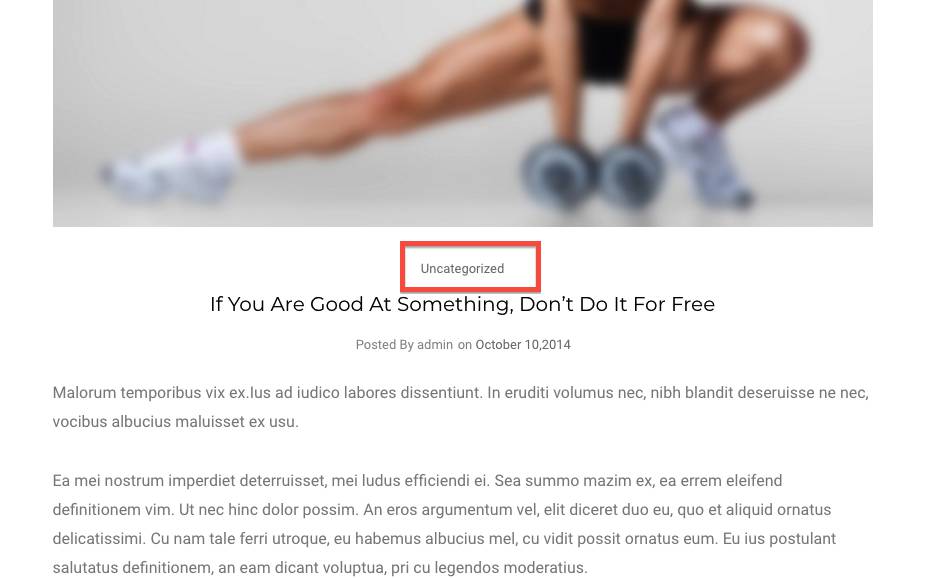 Uncategorized
If You Are Good At Something, Don’t Do It For Free
Posted By admin on October 10,2014
Malorum temporibus vix ex.Ius ad iudico labores dissentiunt. In eruditi volumus nec, nibh blandit deseruisse ne nec,
vocibus albucius maluisset ex usu.
Ea mei nostrum imperdiet deterruisset, mei ludus efficiendi ei. Sea summo mazim ex, ea errem eleifend
definitionem vim. Ut nec hinc dolor possim. An eros argumentum vel, elit diceret duo eu, quo et aliquid ornatus
delicatissimi. Cu nam tale ferri utroque, eu habemus albucius mel, cu vidit possit ornatus eum. Eu ius postulant
salutatus definitionem, an eam dicant voluptua, pri cu legendos moderatius.